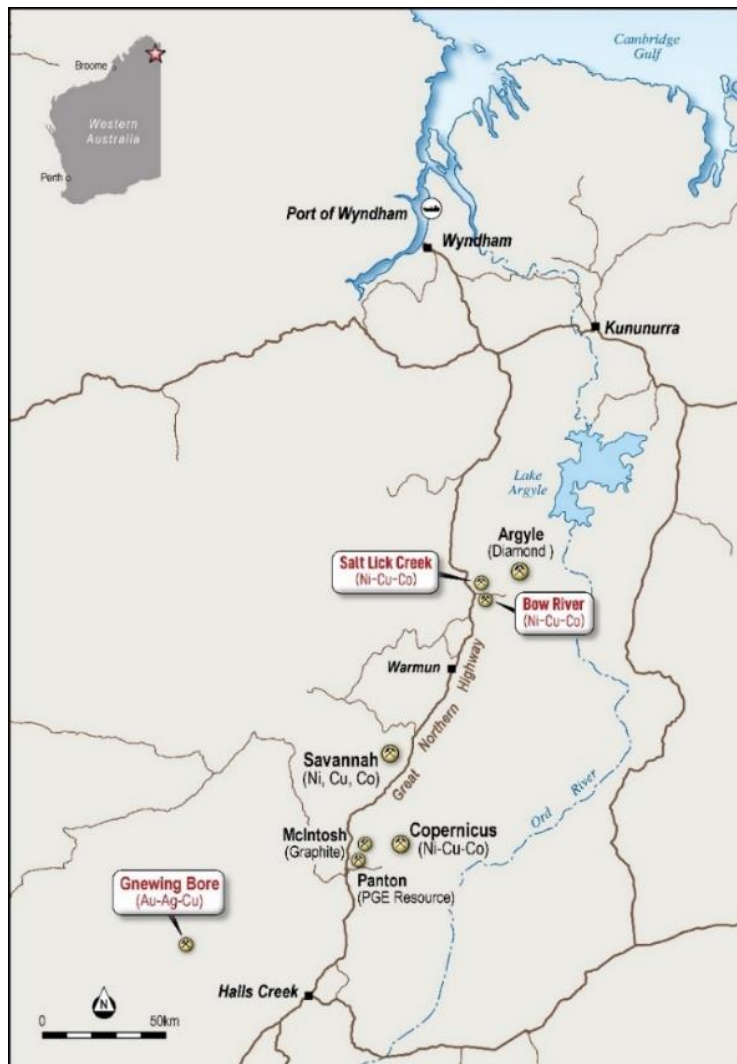 Broome
Western
Australia
Perth
Cambridge
Gulf
Port of Wyndham
Wyndham
Kununurra
Lake
Argyle
Argyle
(Diamond )
Salt Lick Creek
(Ni-Cu-Co)
Bow River
(Ni-Cu-Co)
Warmun
Great Northern Highway
Savannah
(Ni, Cu, Co)
Ord River
McIntosh
(Graphite)
Copernicus
(Ni-Cu-Co)
Panton
(PGE Resource)
Gnewing Bore
(Au-Ag-Cu)
Halls Creek
N
0 50km